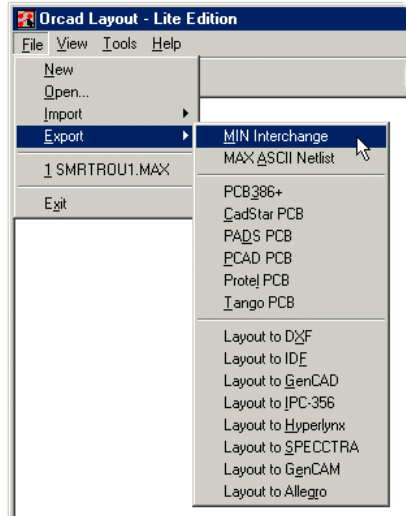 Orcad Layout - Lite Edition
File View Tools Help
New
Open...
Import
Export
1 SMRTROU1.MAX
Exit
MIN Interchange
MAX ASCII Netlist
PCB386+
CadStar PCB
PADS PCB
PCAD PCB
Protel PCB
Tango PCB
Layout to DXF
Layout to IDF
Layout to GenCAD
Layout to IPC-356
Layout to Hyperlynx
Layout to SPECCTRA
Layout to GenCAM
Layout to Allegro